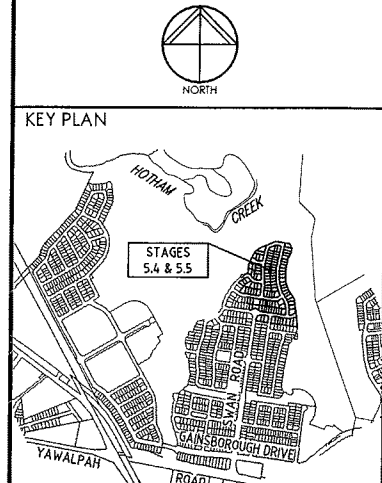 NORTH
KEY PLAN
HOTHAM
CREEK
STAGES
5.4 & 5.5
SWAN ROAD
GAINSBOROUGH DRIVE
YAWALPAH
ROAD